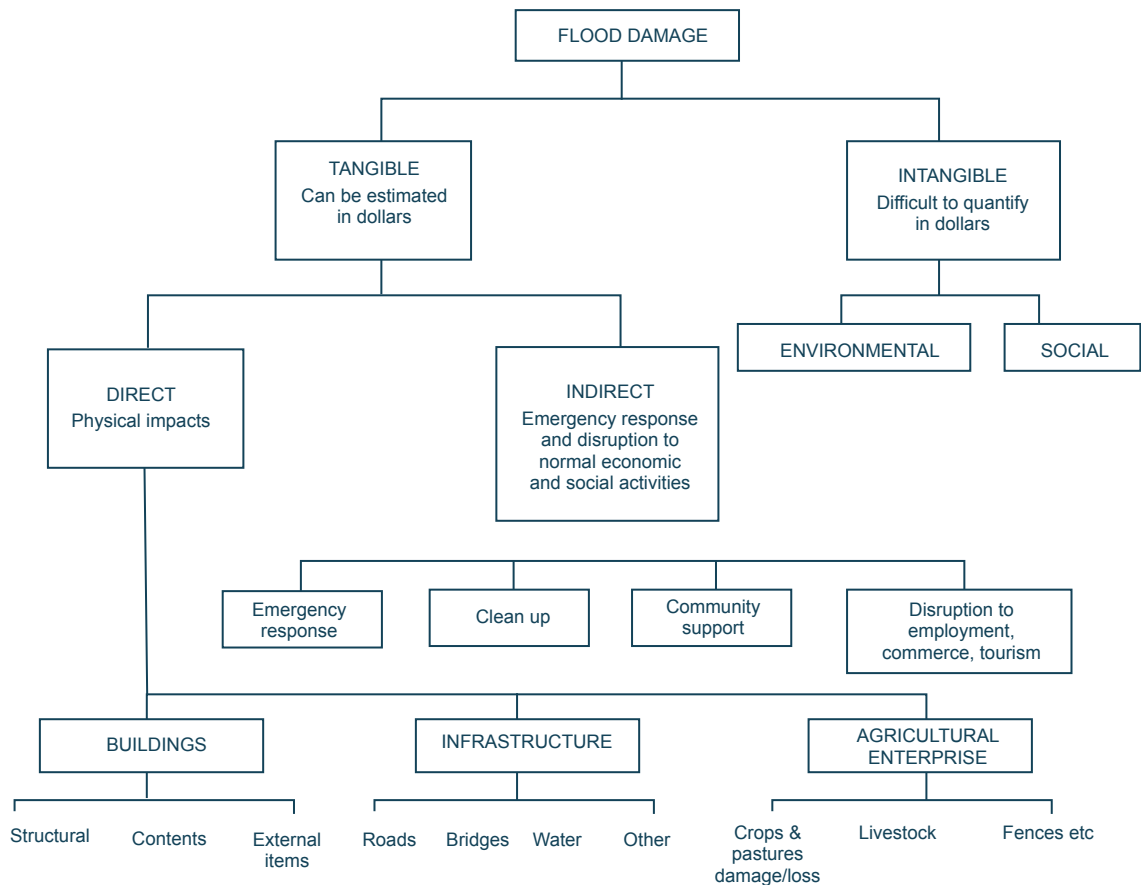 FLOOD DAMAGE
TANGIBLE
Can be estimated
in dollars
INTANGIBLE
Difficult to quantify
in dollars
ENVIRONMENTAL
SOCIAL
DIRECT
Physical impacts
INDIRECT
Emergency response
and disruption to
normal economic
and social activities
Emergency
response
Clean up
Community
support
Disruption to
employment,
commerce, tourism
BUILDINGS
INFRASTRUCTURE
AGRICULTURAL
ENTERPRISE
Structural
Contents
External
items
Roads
Bridges
Water
Other
Crops &
pastures
damage/loss
Livestock
Fences etc